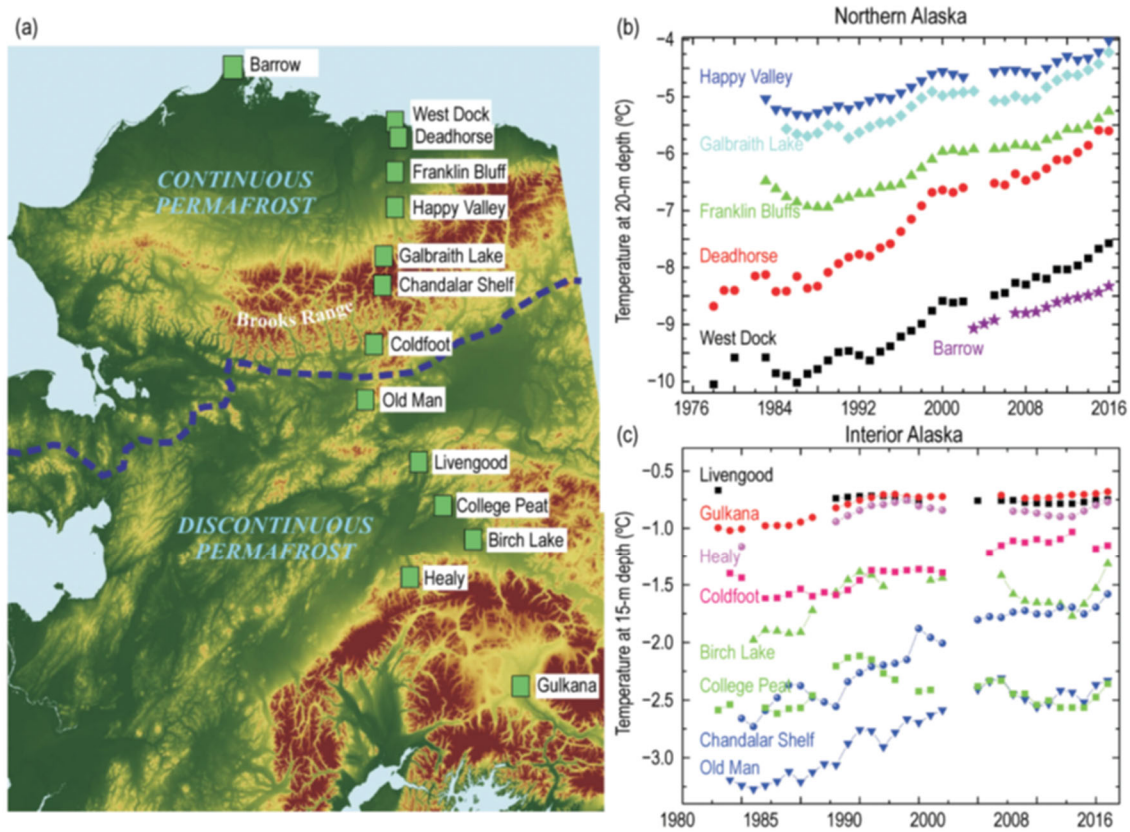 (a)
Barrow
West Dock
Deadhorse
Franklin Bluff
Happy Valley
Galbraith Lake
Chandalar Shelf
Coldfoot
Old Man
Livengood
College Peat
Birch Lake
Healy
Gulkana
CONTINUOUS
PERMAFROST
Brooks Range
DISCONTINUOUS
PERMAFROST
(b)
Northern Alaska
Temperature at 20-m depth (ºC)
−4
−5
−6
−7
−8
−9
−10
Happy Valley
Galbraith Lake
Franklin Bluffs
Deadhorse
West Dock
Barrow
1976 1984 1992 2000 2008 2016
(c)
Interior Alaska
Temperature at 15-m depth (ºC)
−0.5
−1.0
−1.5
−2.0
−2.5
−3.0
Livengood
Gulkana
Healy
Coldfoot
Birch Lake
College Peat
Chandalar Shelf
Old Man
1980 1985 1990 2000 2005 2010 2016